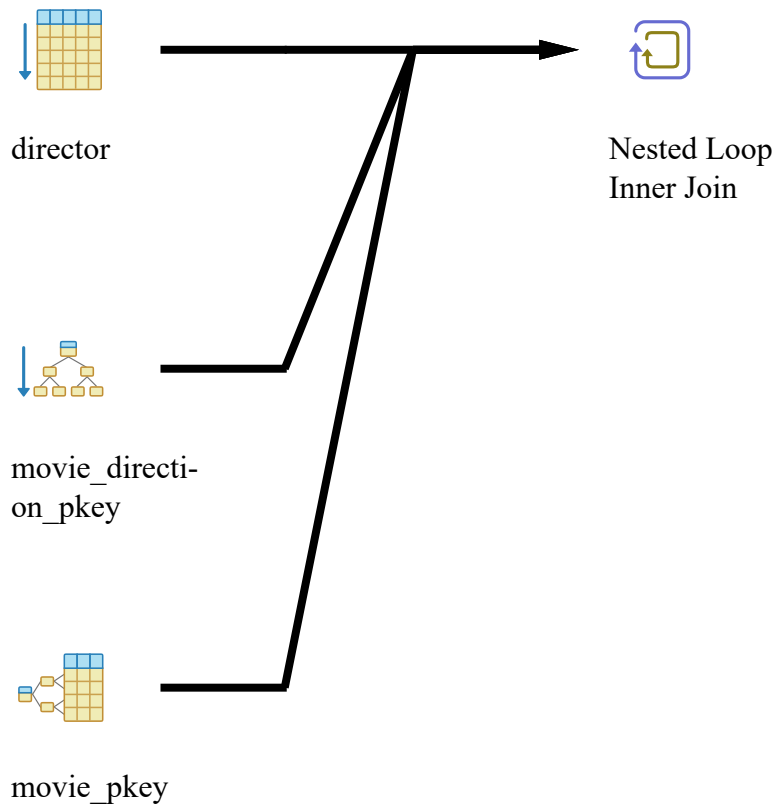 director
Nested Loop
Inner Join
movie_directi-
on_pkey
movie_pkey